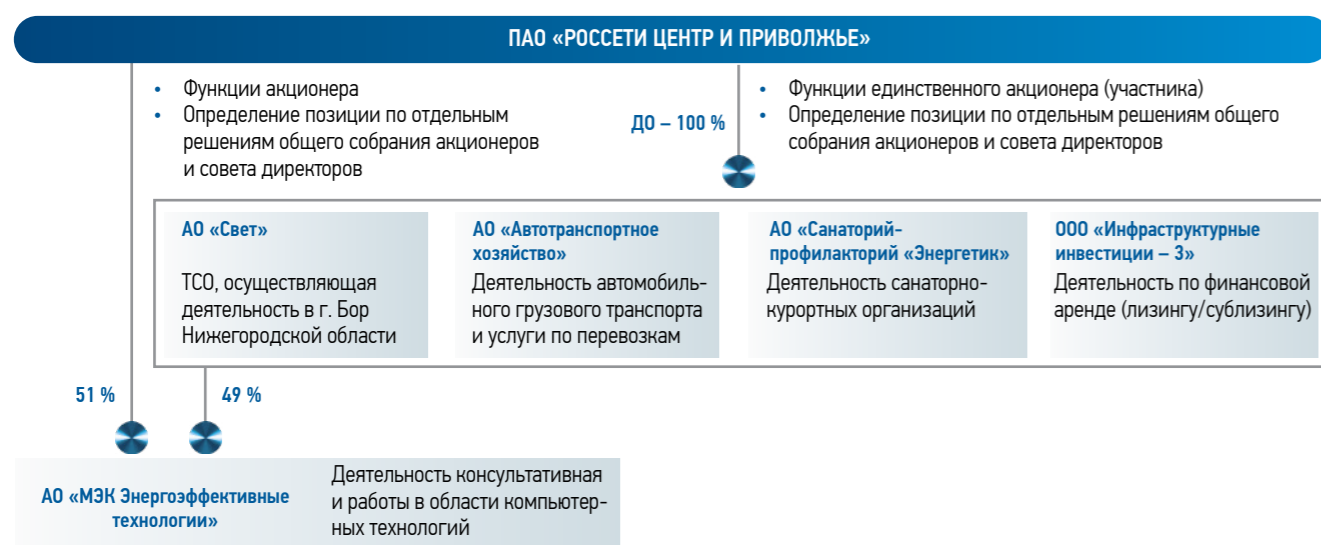 ПАО «РОССЕТИ ЦЕНТР И ПРИВОЛЖЬЕ»
• Функции акционера
• Определение позиции по отдельным
решениям общего собрания акционеров
и совета директоров
ДО – 100 %
• Функции единственного акционера (участника)
• Определение позиции по отдельным решениям общего
собрания акционеров и совета директоров
АО «Свет»
ТСО, осуществляющая
деятельность в г. Бор
Нижегородской области
АО «Автотранспортное
хозяйство»
Деятельность автомобиль-
ного грузового транспорта
и услуги по перевозкам
АО «Санаторий-
профилакторий «Энергетик»
Деятельность санаторно-
курортных организаций
ООО «Инфраструктурные
инвестиции – 3»
Деятельность по финансовой
аренде (лизингу/сублизингу)
51 %
49 %
АО «МЭК Энергоэффективные
технологии»
Деятельность консультативная
и работы в области компьютер-
ных технологий